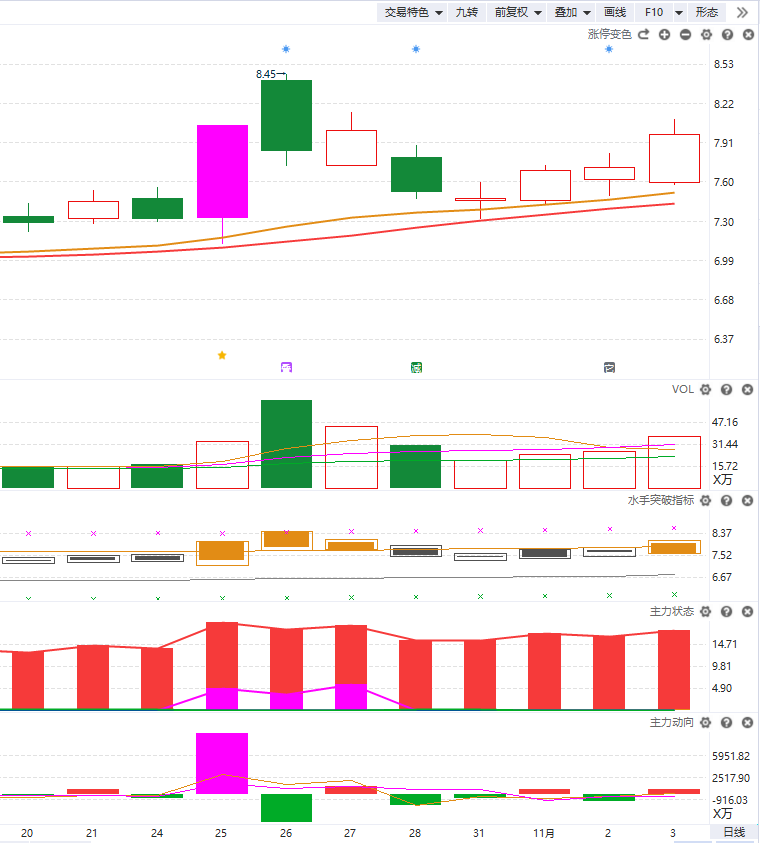 交易特色 九转 前复权 叠加 画线 F10 形态
涨停变色
8.53
8.45→
8.22
7.91
7.60
7.30
6.99
6.68
6.37
减
VOL
47.16
31.44
15.72
X万
水手突破指标
8.37
7.52
6.67
主力状态
14.71
9.81
4.90
主力动向
5951.82
2517.90
-916.03
X万
20 21 24 25 26 27 28 31 11月 2 3 日线